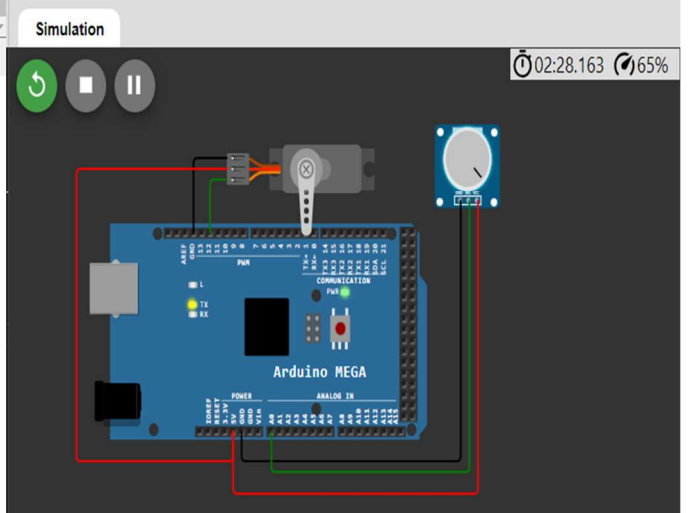 Simulation
02:28.163 65%
GND SIG VCC
AREF
GND
13
12
11
10
9
8
7
6
5
4
3
2
TX→ 1
RX← 0
TX3 14
RX3 15
TX2 16
RX2 17
TX1 18
RX1 19
SDA 20
SCL 21
PWM
COMMUNICATION
L
PWR
TX
RX
Arduino MEGA
POWER
ANALOG IN
IOREF
RESET
3.3V
5V
GND
GND
Vin
A0
A1
A2
A3
A4
A5
A6
A7
A8
A9
A10
A11
A12
A13
A14
A15